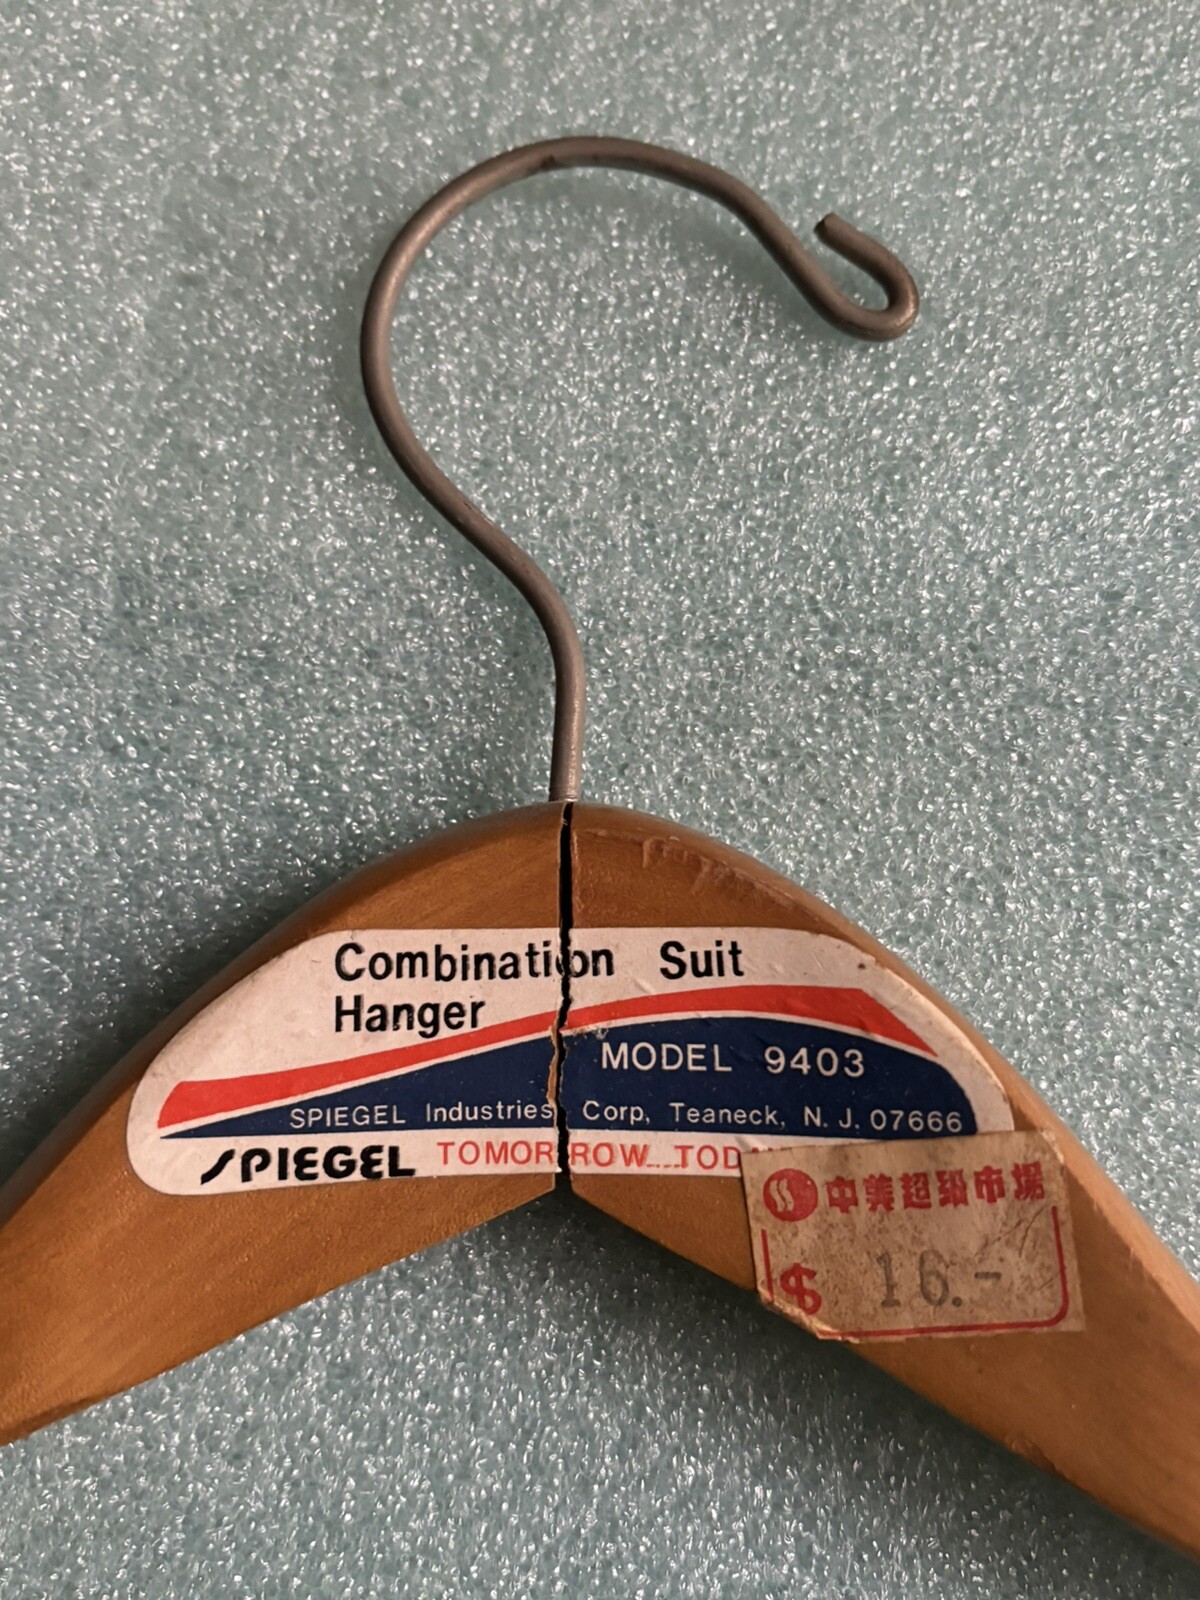 Combination Suit
Hanger
MODEL 9403
SPIEGEL Industries Corp, Teaneck, N. J. 07666
SPIEGEL TOMORROW....TODAY
中美超級市場
$ 16.-